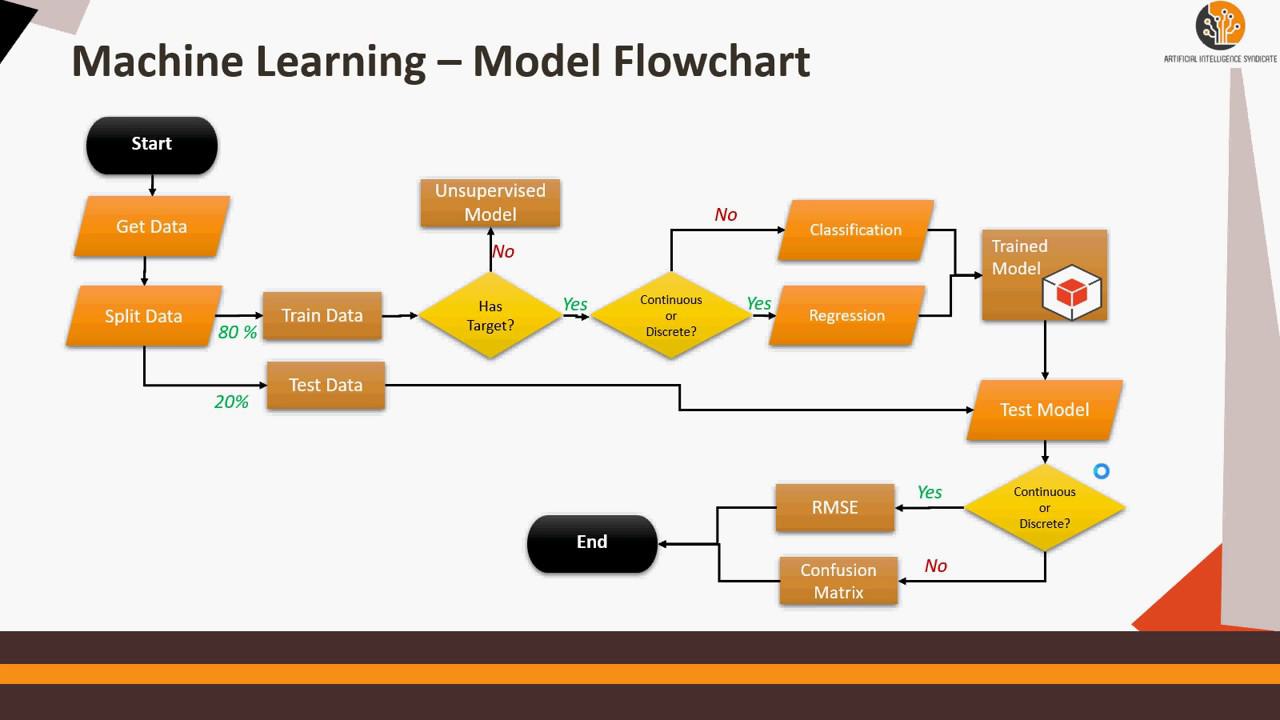 Machine Learning – Model Flowchart
ARTIFICIAL INTELLIGENCE SYNDICATE
Start
Get Data
Split Data
80 %
20%
Train Data
Test Data
Unsupervised
Model
No
Has
Target?
Yes
Continuous
or
Discrete?
No
Yes
Classification
Regression
Trained
Model
Test Model
Continuous
or
Discrete?
Yes
No
RMSE
Confusion
Matrix
End